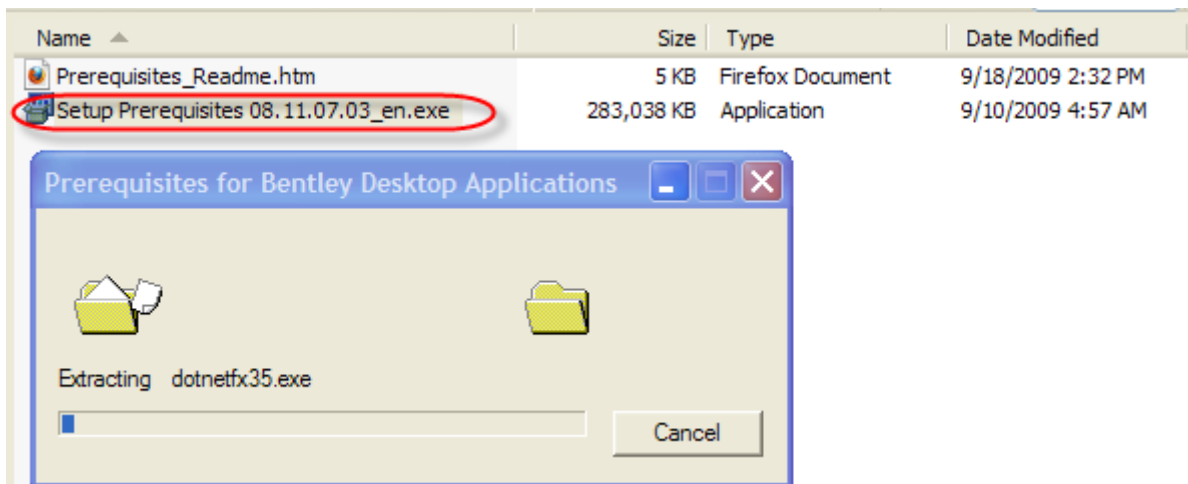 Name Size Type Date Modified
Prerequisites_Readme.htm 5 KB Firefox Document 9/18/2009 2:32 PM
Setup Prerequisites 08.11.07.03_en.exe 283,038 KB Application 9/10/2009 4:57 AM
Prerequisites for Bentley Desktop Applications
Extracting dotnetfx35.exe
Cancel